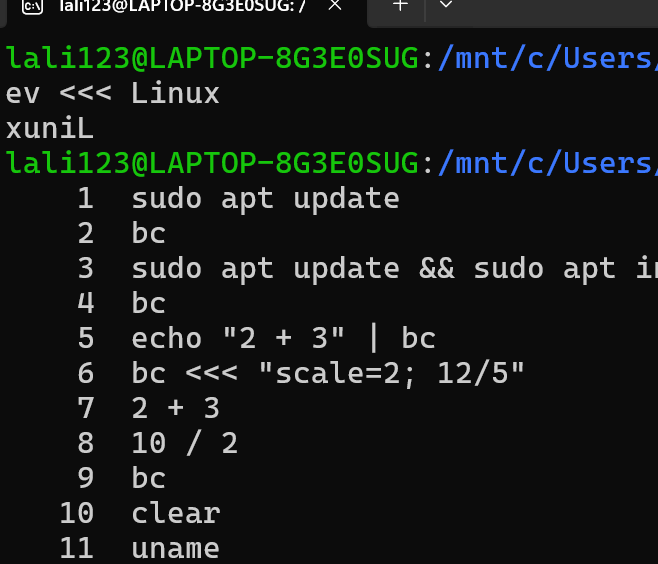 lali123@LAPTOP-8G3E0SUG: /
lali123@LAPTOP-8G3E0SUG:/mnt/c/Users/
ev <<< Linux
xuniL
lali123@LAPTOP-8G3E0SUG:/mnt/c/Users/
1 sudo apt update
2 bc
3 sudo apt update && sudo apt in
4 bc
5 echo "2 + 3" | bc
6 bc <<< "scale=2; 12/5"
7 2 + 3
8 10 / 2
9 bc
10 clear
11 uname